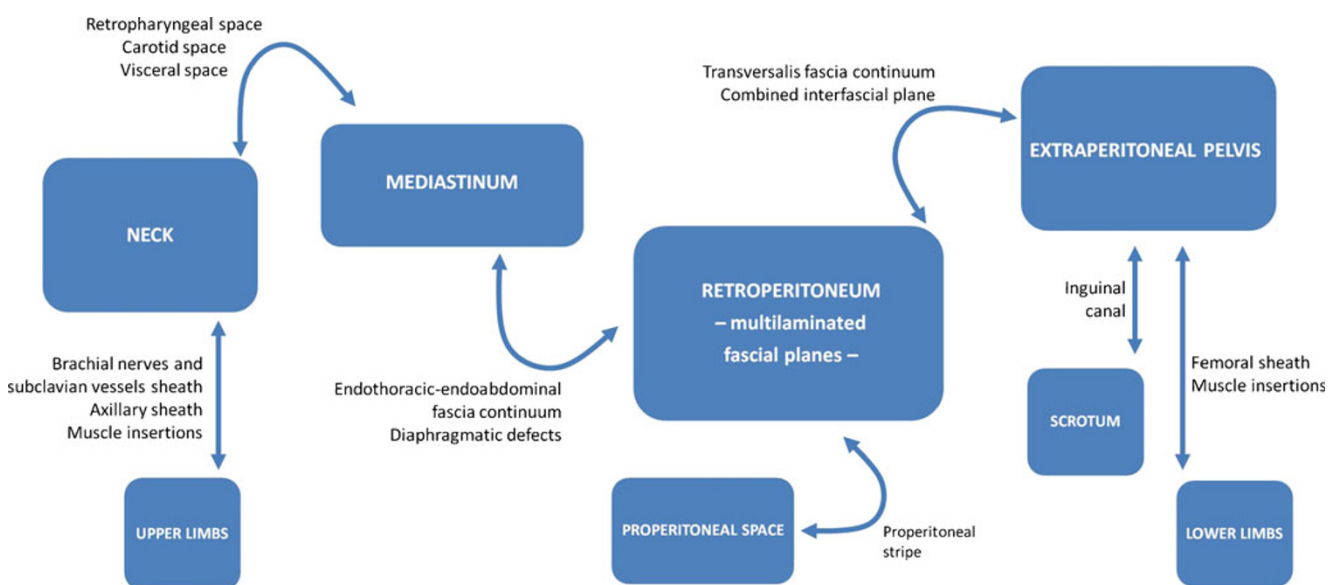 Retropharyngeal space
Carotid space
Visceral space
NECK
Brachial nerves and
subclavian vessels sheath
Axillary sheath
Muscle insertions
UPPER LIMBS
MEDIASTINUM
Endothoracic-endoabdominal
fascia continuum
Diaphragmatic defects
RETROPERITONEUM
– multilaminated
fascial planes –
PROPERITONEAL SPACE
Properitoneal
stripe
Transversalis fascia continuum
Combined interfascial plane
EXTRAPERITONEAL PELVIS
Inguinal
canal
SCROTUM
Femoral sheath
Muscle insertions
LOWER LIMBS